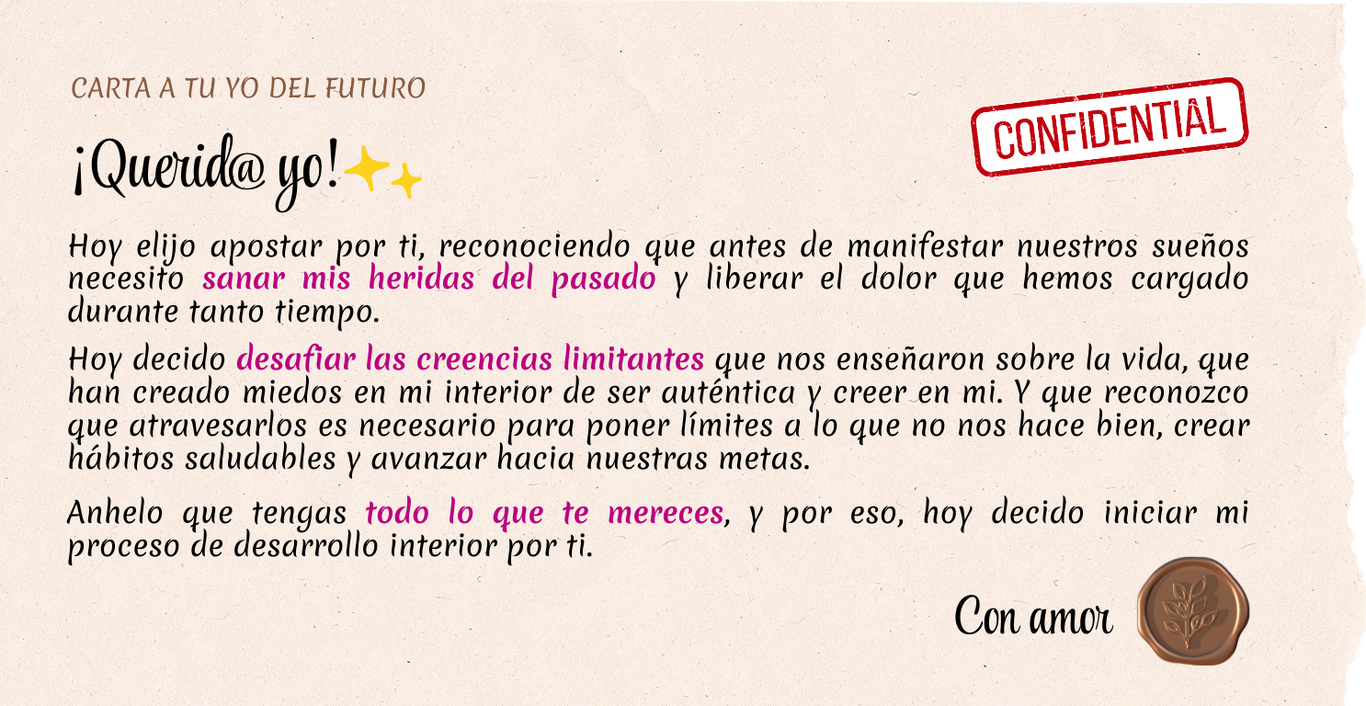 CARTA A TU YO DEL FUTURO
CONFIDENTIAL
¡Querid@ yo!
Hoy elijo apostar por ti, reconociendo que antes de manifestar nuestros sueños
necesito sanar mis heridas del pasado y liberar el dolor que hemos cargado
durante tanto tiempo.
Hoy decido desafiar las creencias limitantes que nos enseñaron sobre la vida, que
han creado miedos en mi interior de ser auténtica y creer en mi. Y que reconozco
que atravesarlos es necesario para poner límites a lo que no nos hace bien, crear
hábitos saludables y avanzar hacia nuestras metas.
Anhelo que tengas todo lo que te mereces, y por eso, hoy decido iniciar mi
proceso de desarrollo interior por ti.
Con amor